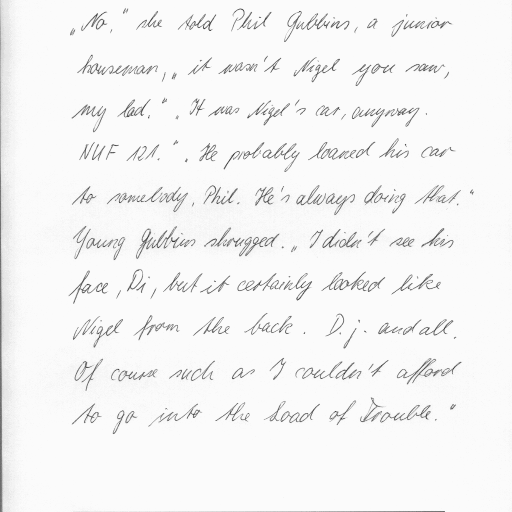 „No," she told Phil Gubbins, a junior
houseman, „ it wasn't Nigel you saw,
my lad." „ It was Nigel's car, anyway.
NUF 121." „ He probably loaned his car
to somebody, Phil. He's always doing that."
Young Gubbins shrugged. „ I didn't see his
face, Di, but it certainly looked like
Nigel from the back. D. j. and all.
Of course such as I couldn't afford
to go into the Load of Trouble."